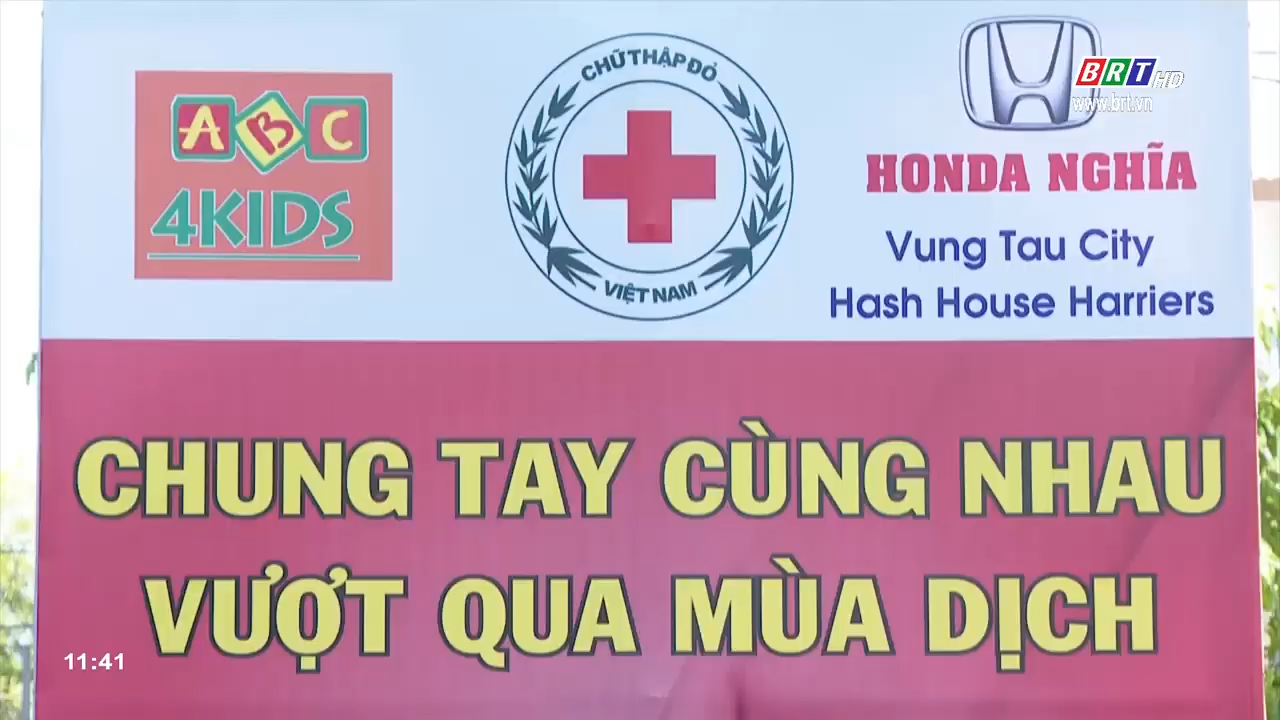 ABC
4KIDS
CHỮ THẬP ĐỎ
VIỆT NAM
BRT HD
www.brt.vn
HONDA NGHĨA
Vung Tau City
Hash House Harriers
CHUNG TAY CÙNG NHAU
VƯỢT QUA MÙA DỊCH
11:41